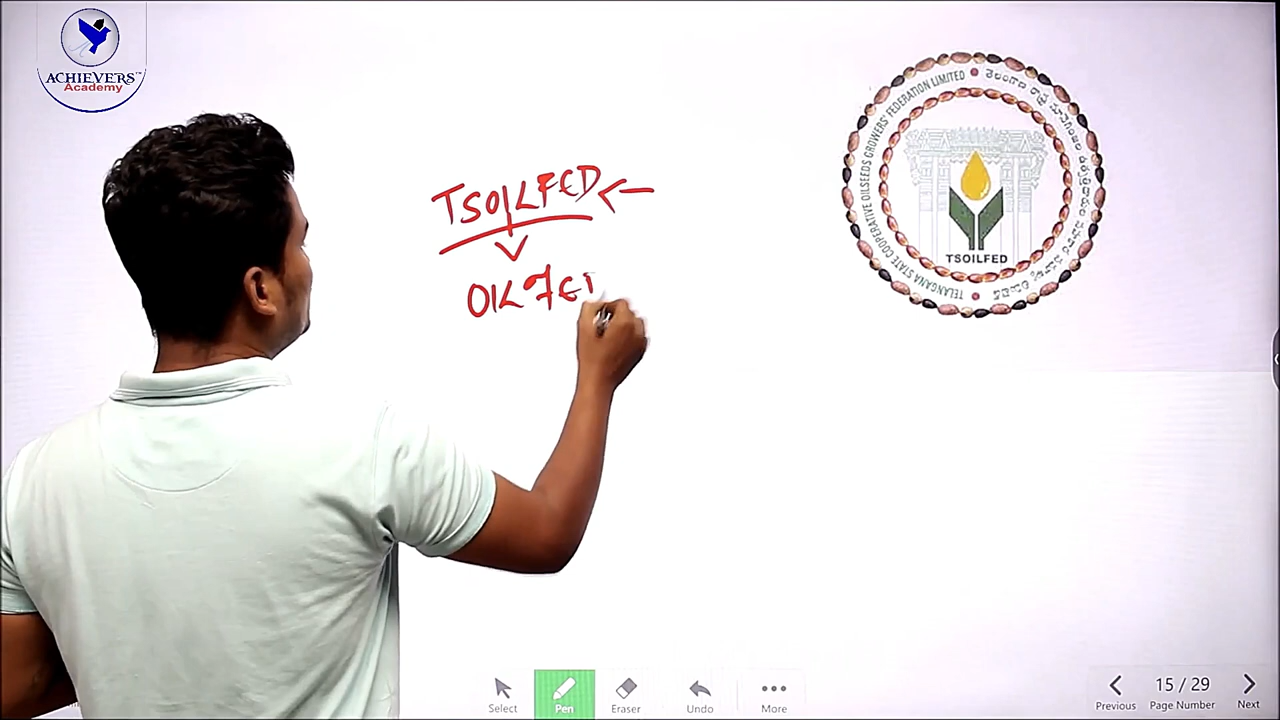 ACHIEVERS
Academy
TSOILFED
OIL
TELANGANA STATE COOPERATIVE OILSEEDS GROWERS' FEDERATION LIMITED
TSOILFED
Select
Pen
Eraser
Undo
More
Previous
15 / 29
Page Number
Next